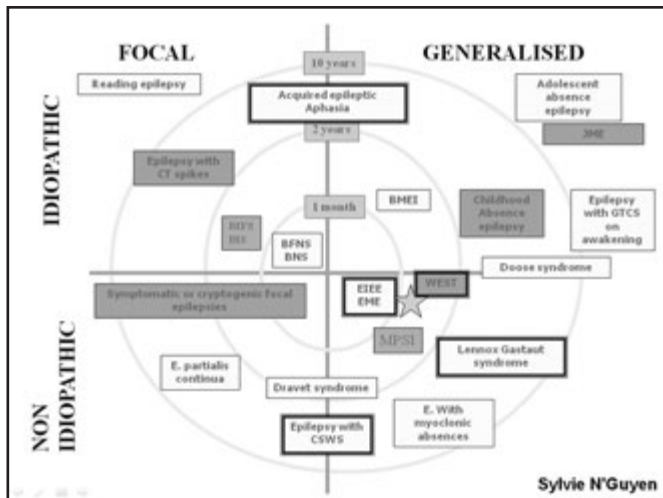 FOCAL
GENERALISED
10 years
Reading epilepsy
Acquired epileptic
Aphasia
Adolescent
absence
epilepsy
JME
2 years
Epilepsy with
CT spikes
IDIOPATHIC
1 month
BMEI
Childhood
Absence
epilepsy
Epilepsy
with GTCS
on
awakening
BFNS
BNS
Doose syndrome
EIEE
EME
WEST
Symptomatic or cryptogenic focal
epilepsies
MPSI
Lennox Gastaut
syndrome
NON
IDIOPATHIC
E. partialis
continua
Dravet syndrome
Epilepsy with
CSWS
E. With
myoclonic
absences
Sylvie N'Guyen